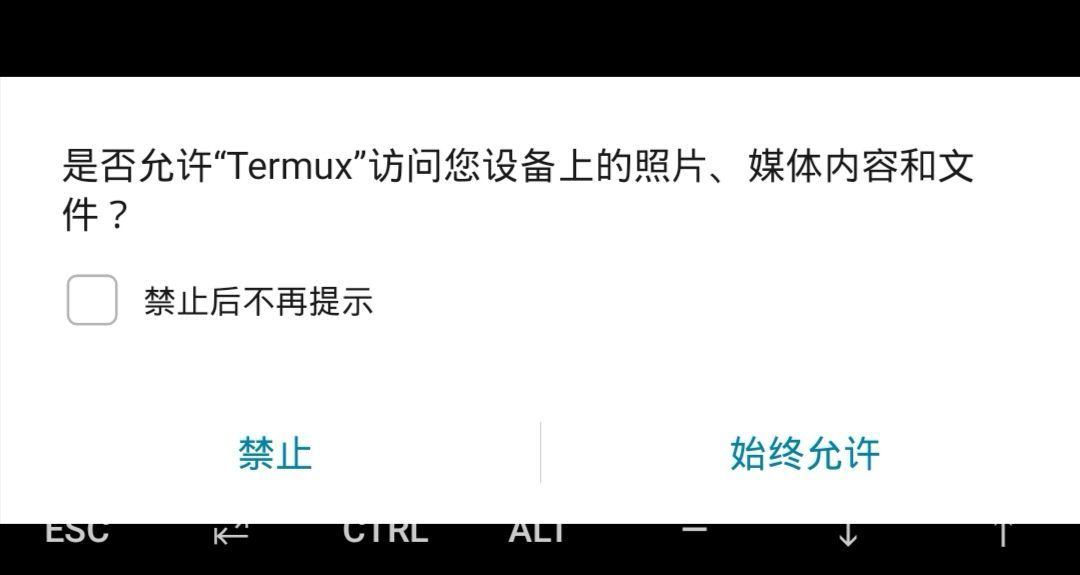 是否允许“Termux”访问您设备上的照片、媒体内容和文
件？
禁止后不再提示
禁止 始终允许
ESC CTRL ALT –